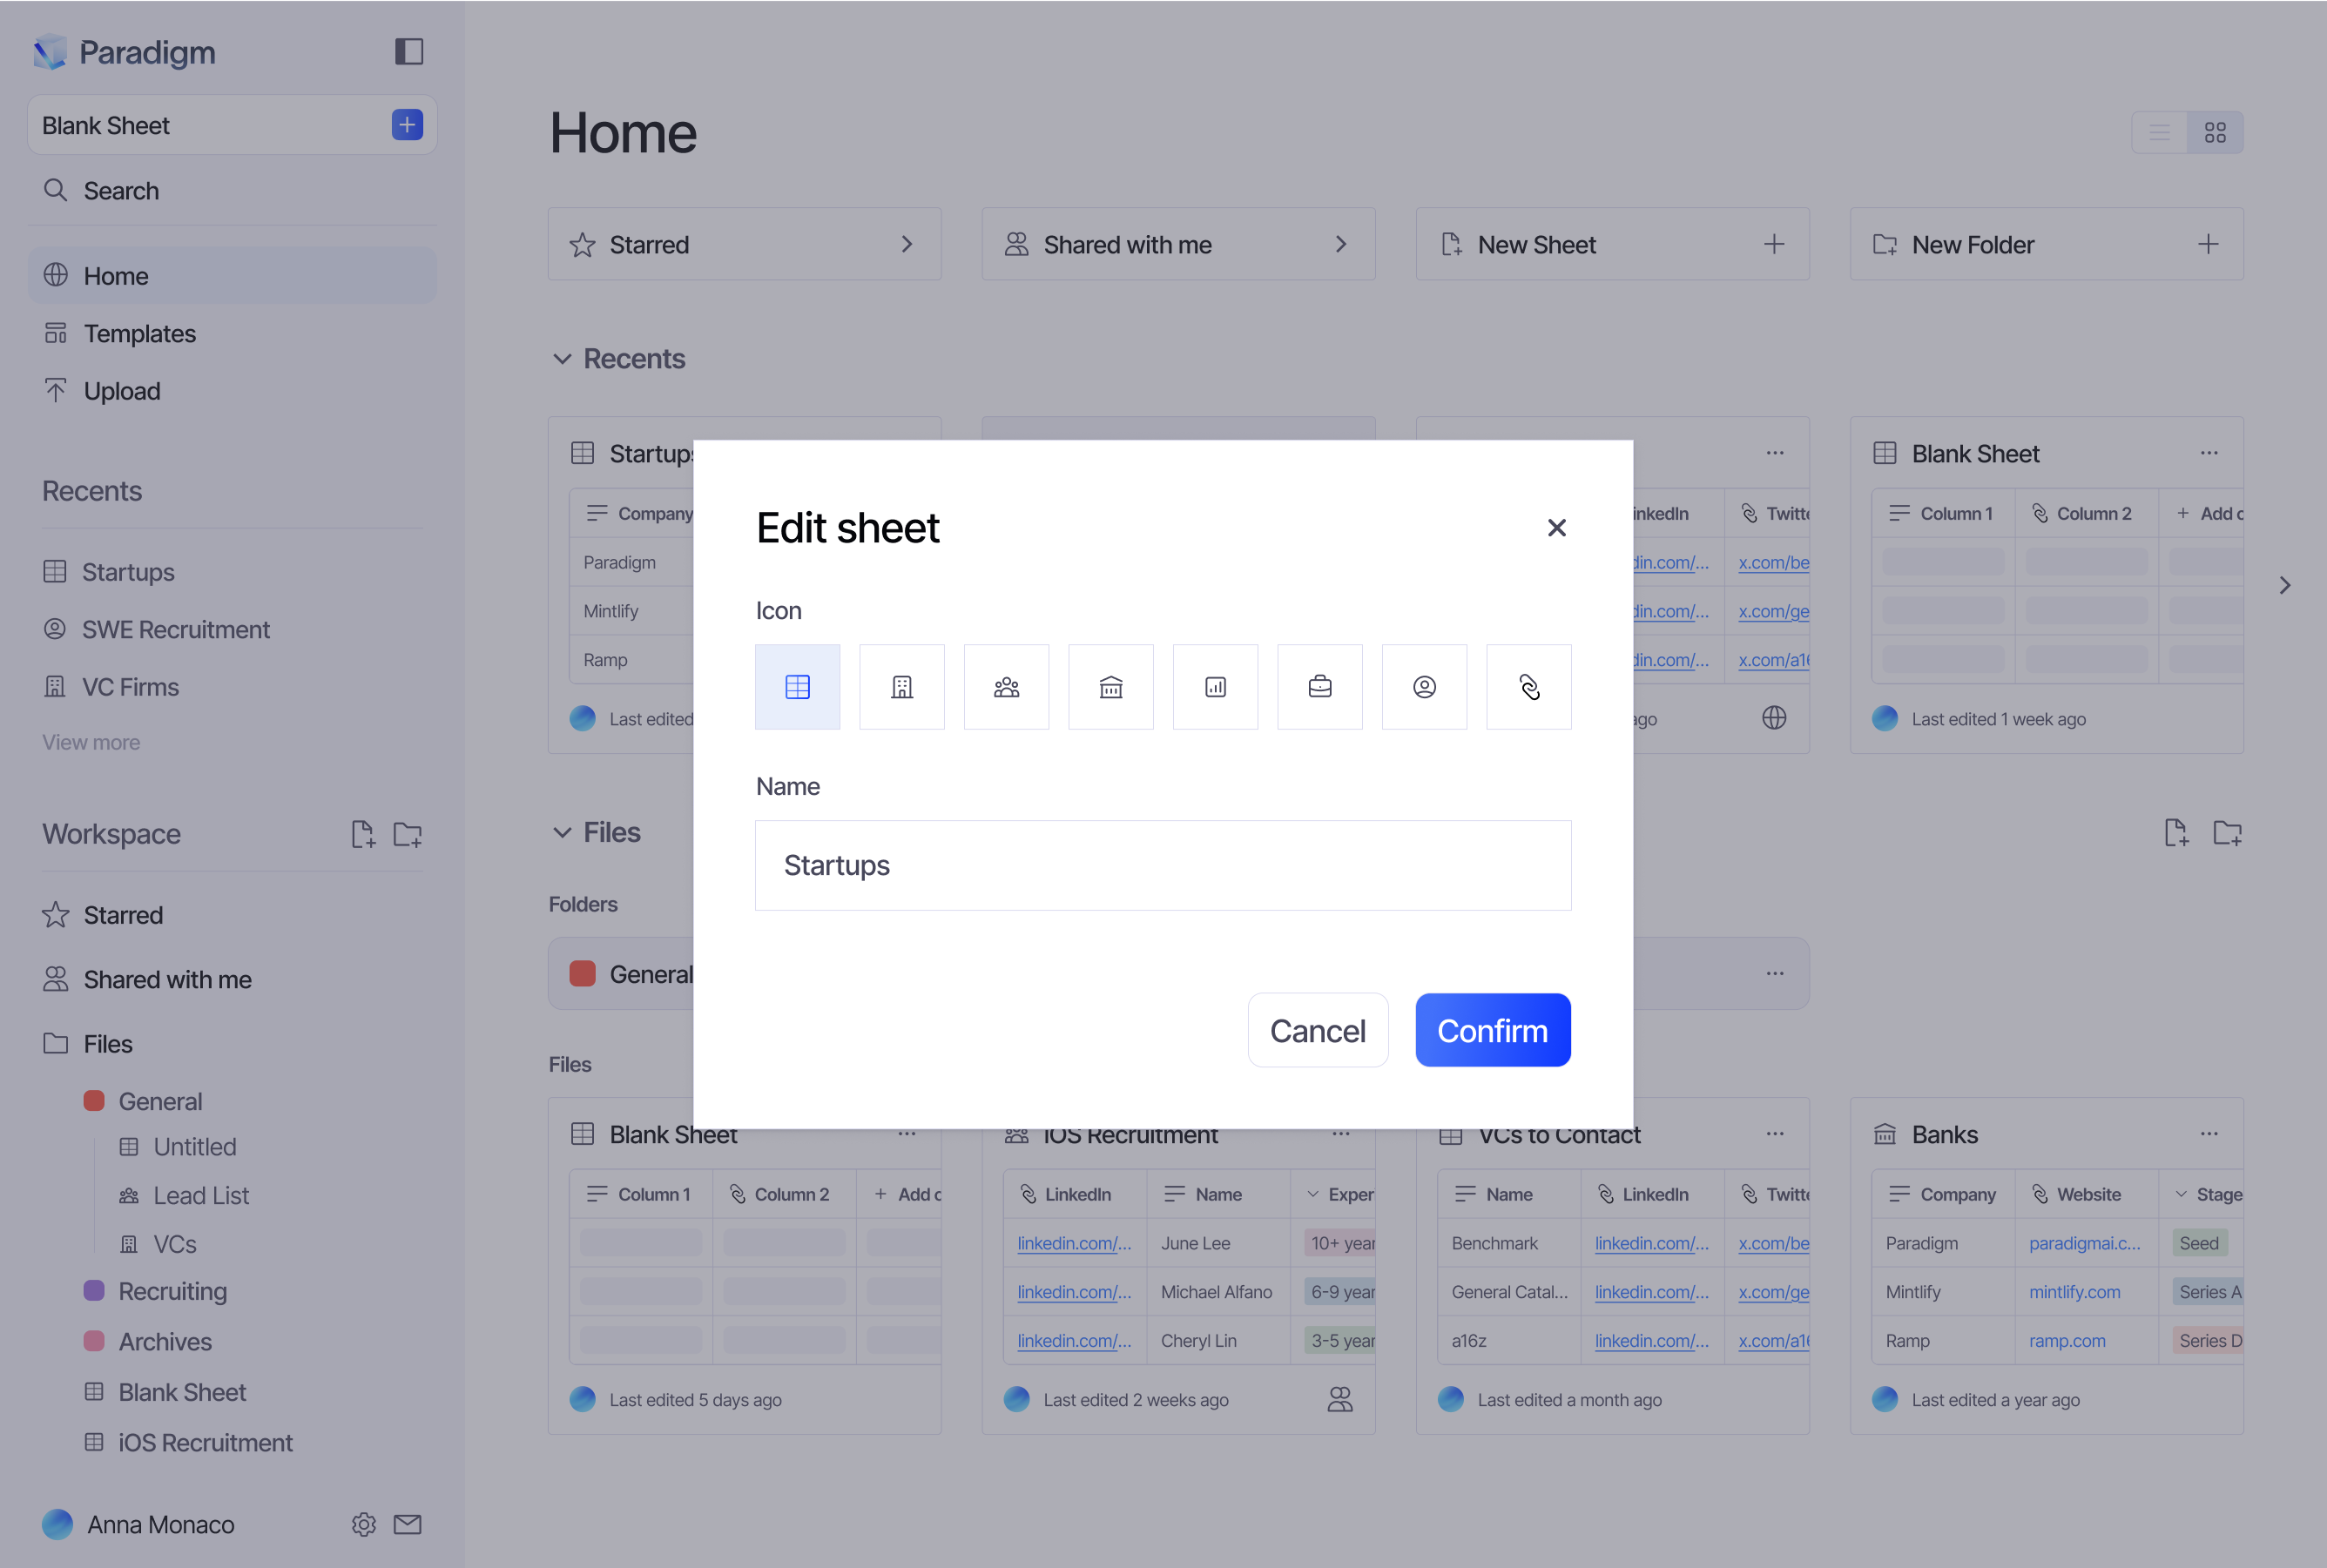 Paradigm
Blank Sheet
Search
Home
Templates
Upload
Recents
Startups
SWE Recruitment
VC Firms
View more
Workspace
Starred
Shared with me
Files
General
Untitled
Lead List
VCs
Recruiting
Archives
Blank Sheet
iOS Recruitment
Anna Monaco
Home
Starred
Shared with me
New Sheet
New Folder
Recents
Startups
Company
Paradigm
Mintlify
Ramp
Last edited
inkedIn
Twitte
din.com/...
x.com/be
din.com/...
x.com/ge
din.com/...
x.com/a16
ago
Blank Sheet
Column 1
Column 2
Add c
Last edited 1 week ago
Edit sheet
Icon
Name
Startups
Cancel
Confirm
Files
Folders
General
Files
Blank Sheet
Column 1
Column 2
Add c
Last edited 5 days ago
iOS Recruitment
LinkedIn
Name
Exper
linkedin.com/...
June Lee
10+ year
linkedin.com/...
Michael Alfano
6-9 year
linkedin.com/...
Cheryl Lin
3-5 year
Last edited 2 weeks ago
VCs to Contact
Name
LinkedIn
Twitte
Benchmark
linkedin.com/...
x.com/be
General Catal...
linkedin.com/...
x.com/ge
a16z
linkedin.com/...
x.com/a16
Last edited a month ago
Banks
Company
Website
Stage
Paradigm
paradigmai.c...
Seed
Mintlify
mintlify.com
Series A
Ramp
ramp.com
Series D
Last edited a year ago